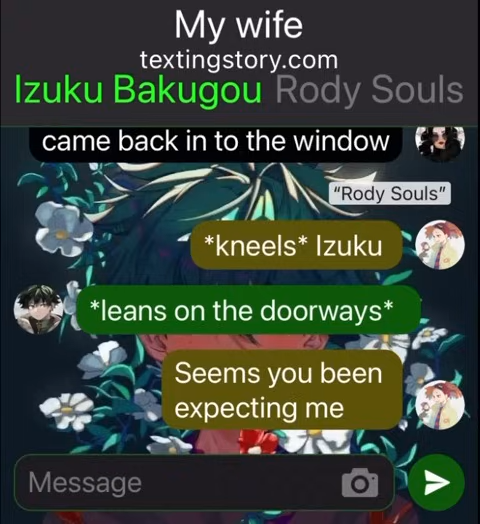 My wife
textingstory.com
Izuku Bakugou Rody Souls
came back in to the window
“Rody Souls”
*kneels* Izuku
*leans on the doorways*
Seems you been
expecting me
Message